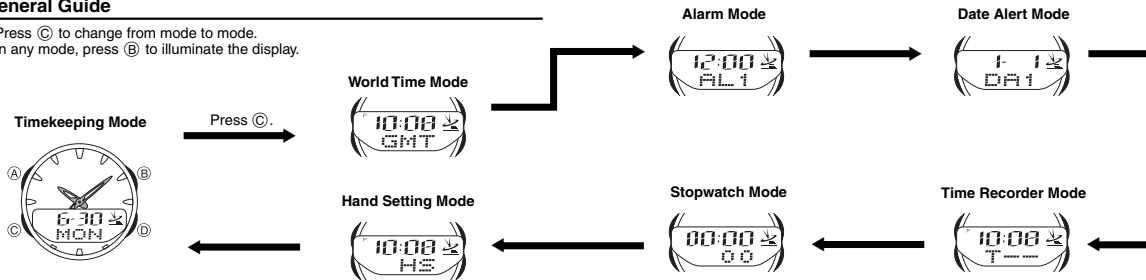 General Guide
Press Ⓒ to change from mode to mode.
In any mode, press Ⓑ to illuminate the display.
Timekeeping Mode
Ⓐ
Ⓑ
Ⓒ
Ⓓ
6-30
MON
Press Ⓒ.
World Time Mode
P 10:08
GMT
Alarm Mode
12:00
AL1
Date Alert Mode
1- 1
DA1
Time Recorder Mode
P 10:08
T---
Stopwatch Mode
00:00
00
Hand Setting Mode
P 10:08
HS